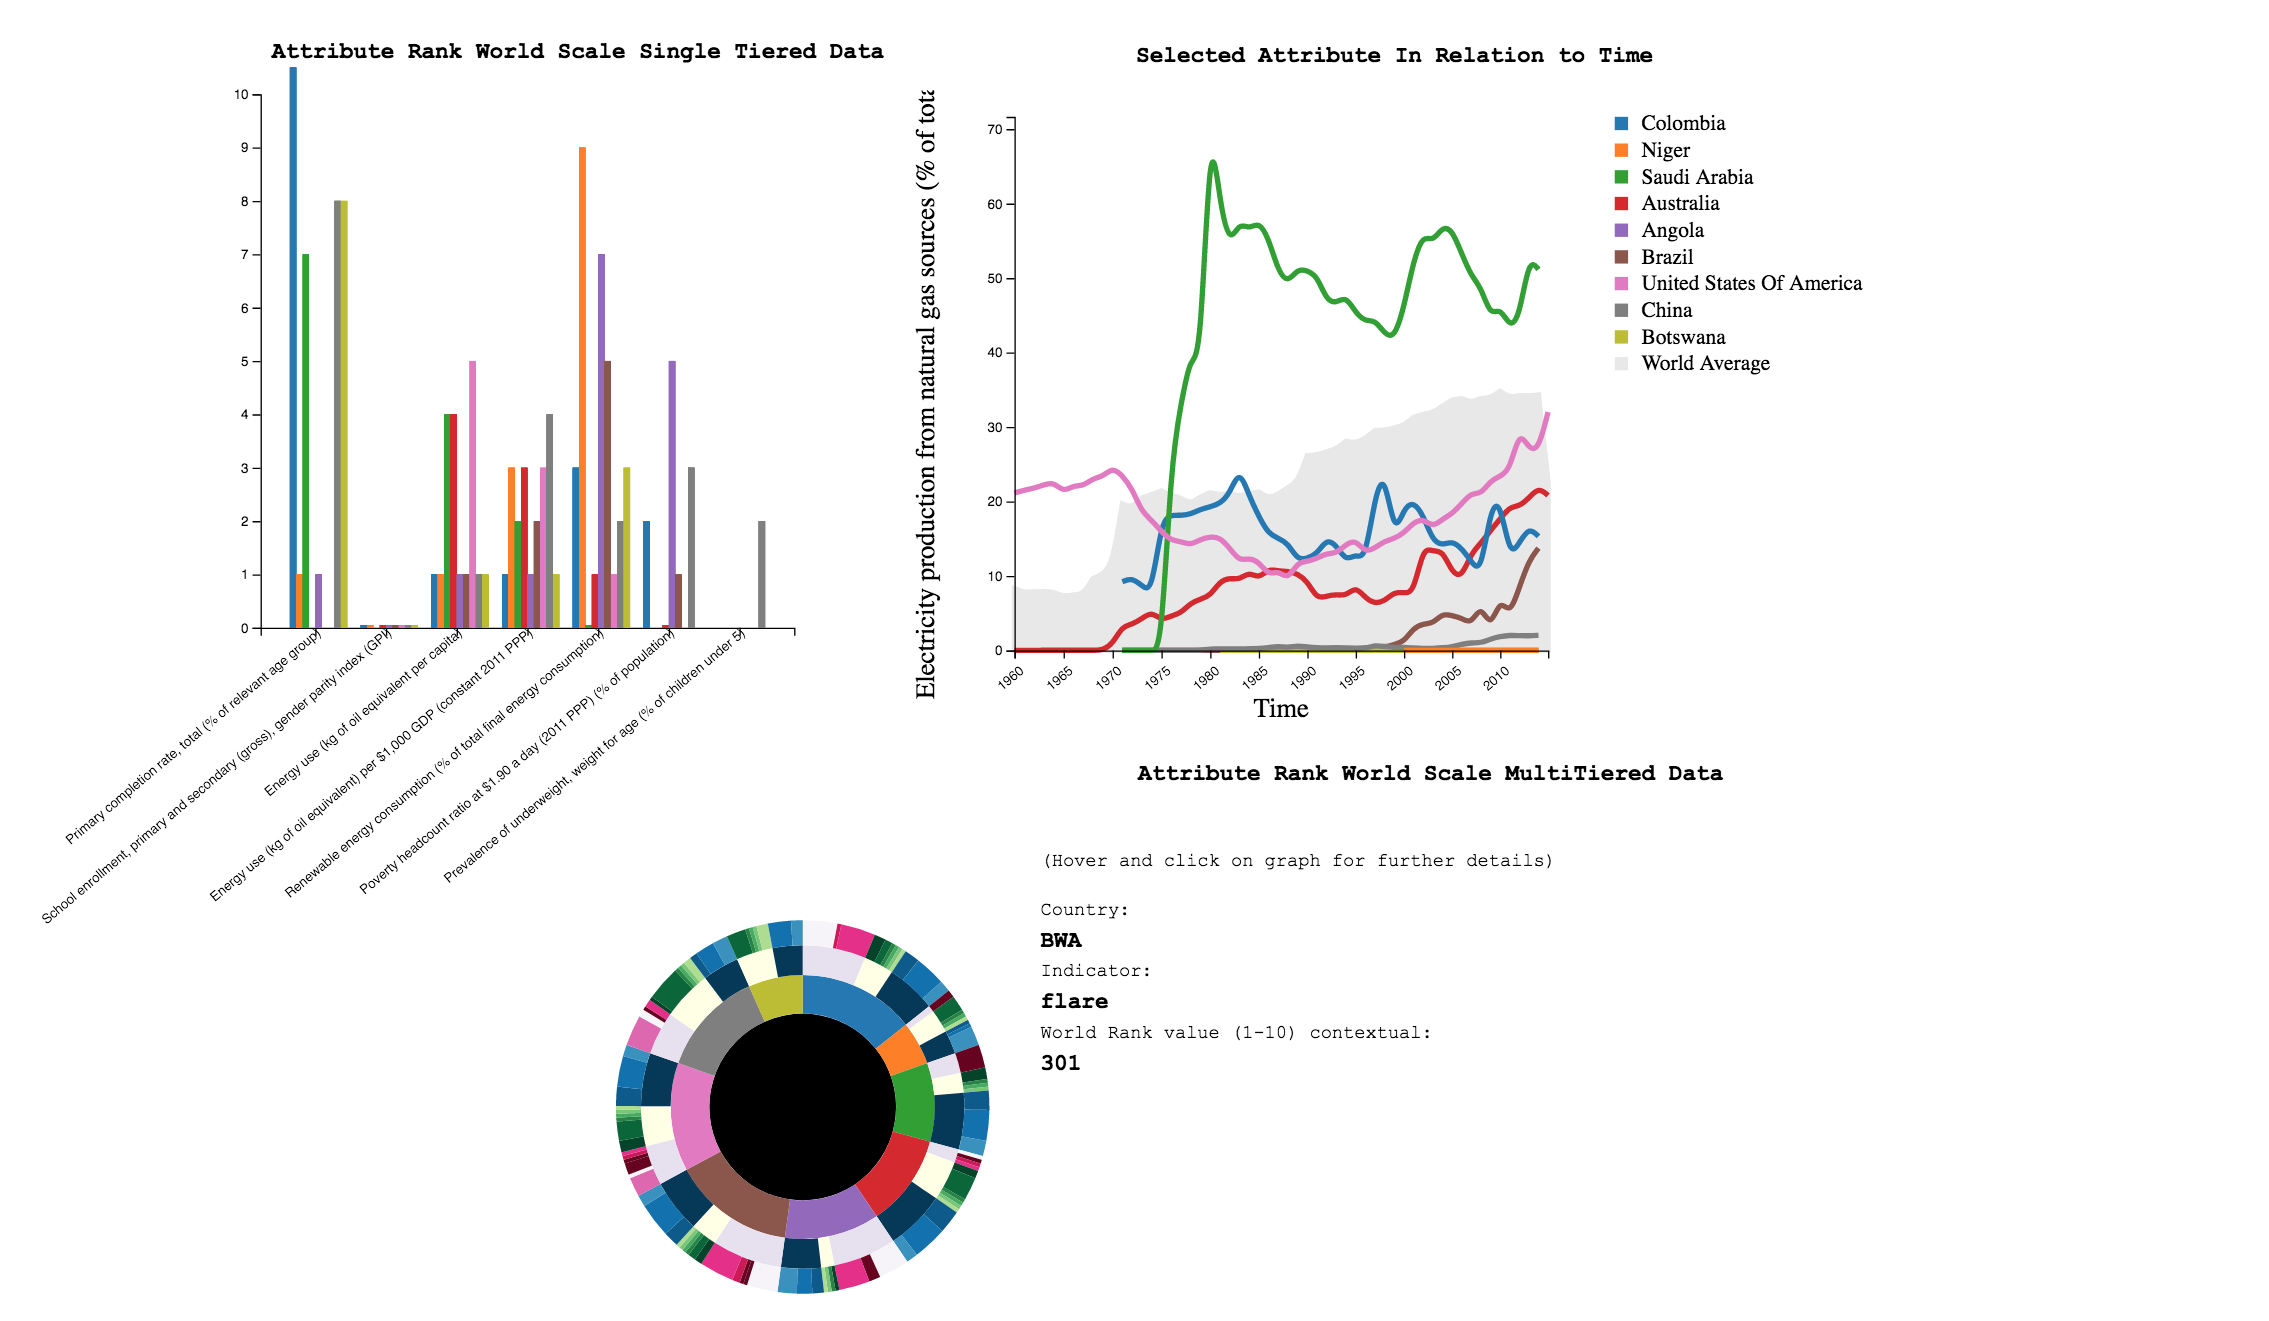 Attribute Rank World Scale Single Tiered Data
10
9
8
7
6
5
4
3
2
1
0
Primary completion rate, total (% of relevant age group)
School enrollment, primary and secondary (gross), gender parity index (GPI)
Energy use (kg of oil equivalent per capita)
Energy use (kg of oil equivalent) per $1,000 GDP (constant 2011 PPP)
Renewable energy consumption (% of total final energy consumption)
Poverty headcount ratio at $1.90 a day (2011 PPP) (% of population)
Prevalence of underweight, weight for age (% of children under 5)
Selected Attribute In Relation to Time
Electricity production from natural gas sources (% of
70
60
50
40
30
20
10
0
1960
1965
1970
1975
1980
1985
1990
1995
2000
2005
2010
Time
Colombia
Niger
Saudi Arabia
Australia
Angola
Brazil
United States Of America
China
Botswana
World Average
Attribute Rank World Scale MultiTiered Data
(Hover and click on graph for further details)
Country:
BWA
Indicator:
flare
World Rank value (1-10) contextual:
301